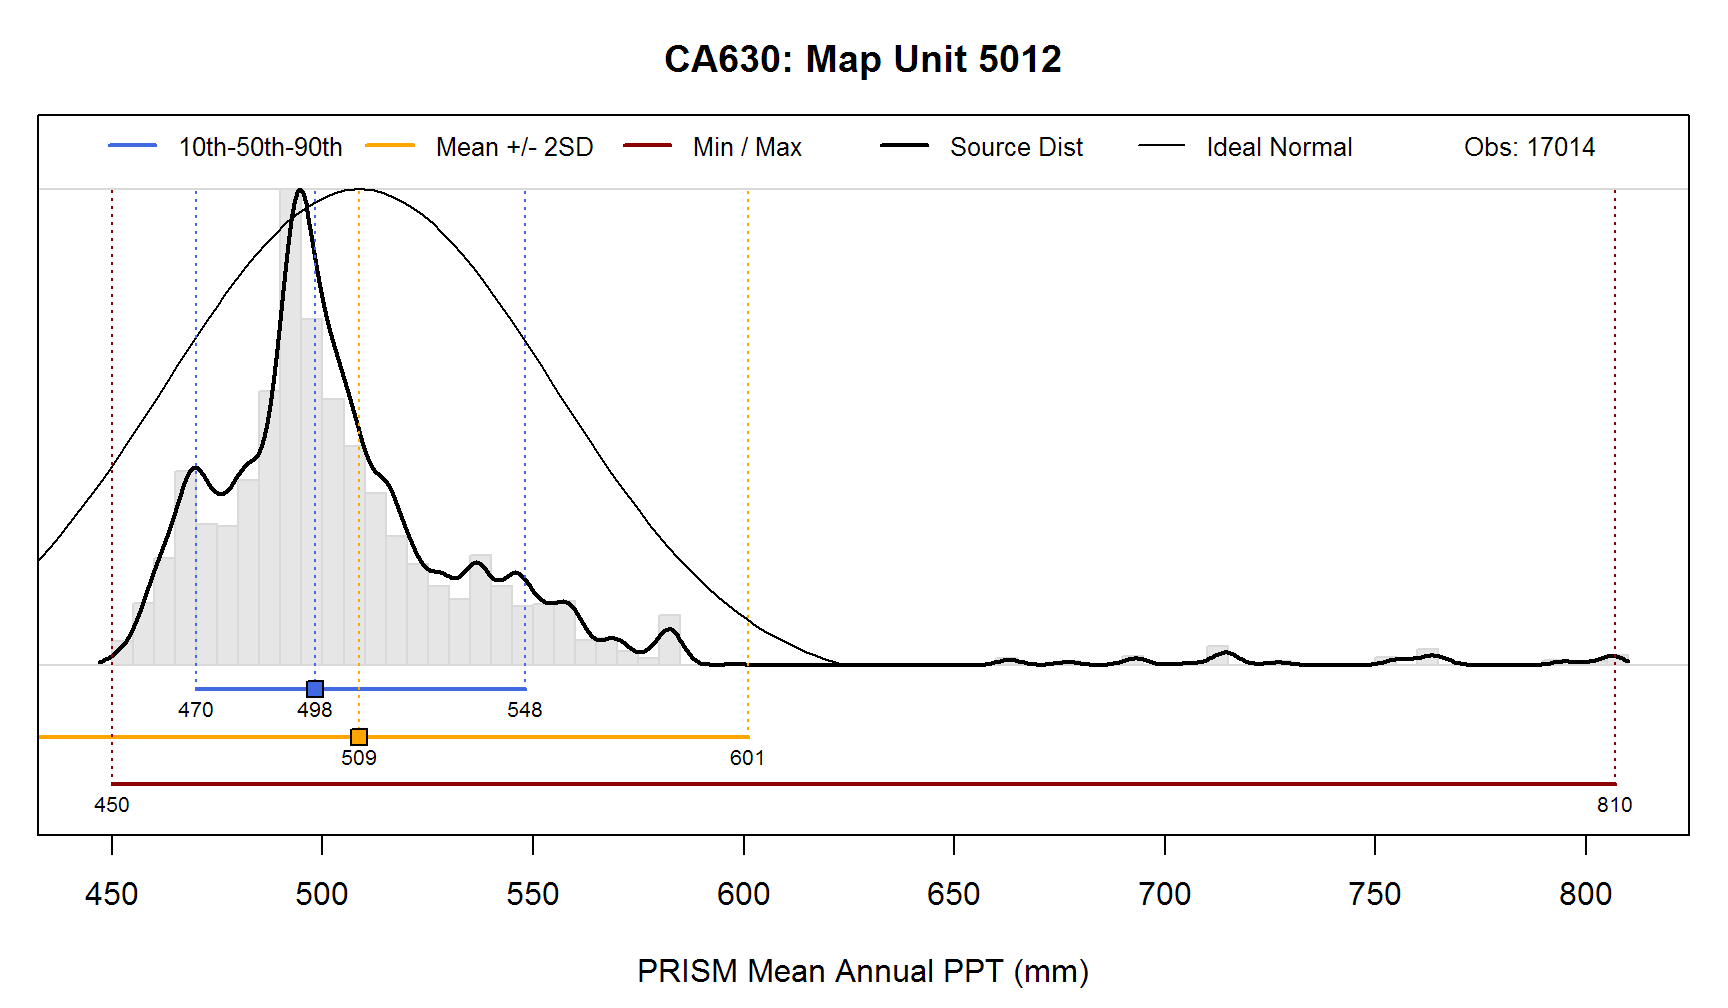 CA630: Map Unit 5012
10th-50th-90th Mean +/- 2SD Min / Max Source Dist Ideal Normal Obs: 17014
470 498 548
509 601
450 810
450 500 550 600 650 700 750 800
PRISM Mean Annual PPT (mm)